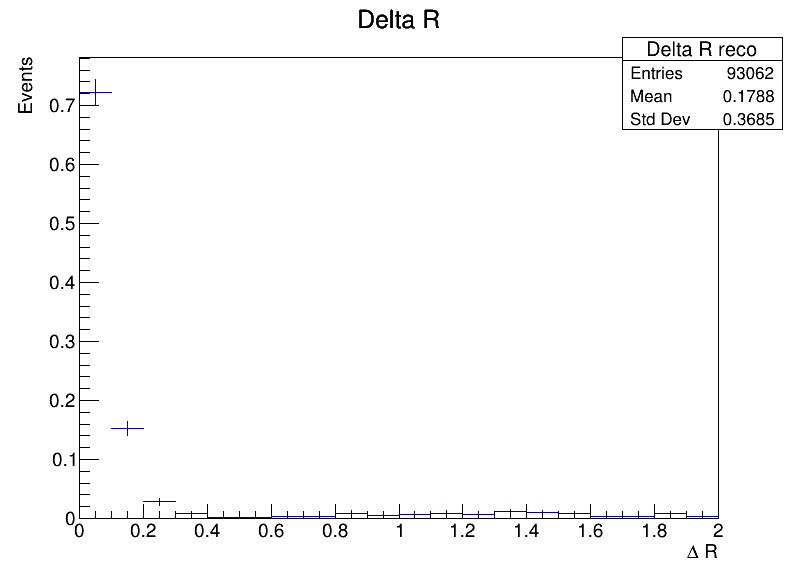 Delta R
Delta R reco
Entries 93062
Mean 0.1788
Std Dev 0.3685
Events
0.7
0.6
0.5
0.4
0.3
0.2
0.1
0
0 0.2 0.4 0.6 0.8 1 1.2 1.4 1.6 1.8 2
Δ R